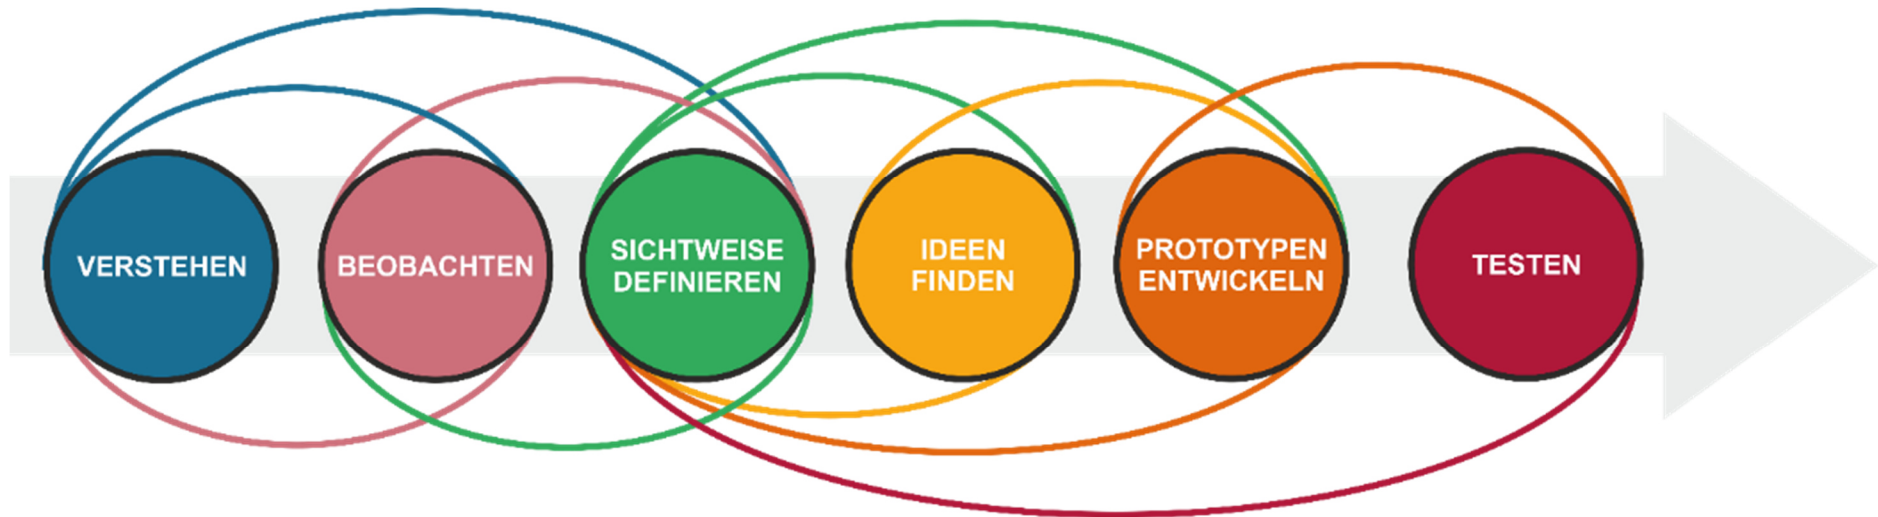 VERSTEHEN
BEOBACHTEN
SICHTWEISE
DEFINIEREN
IDEEN
FINDEN
PROTOTYPEN
ENTWICKELN
TESTEN